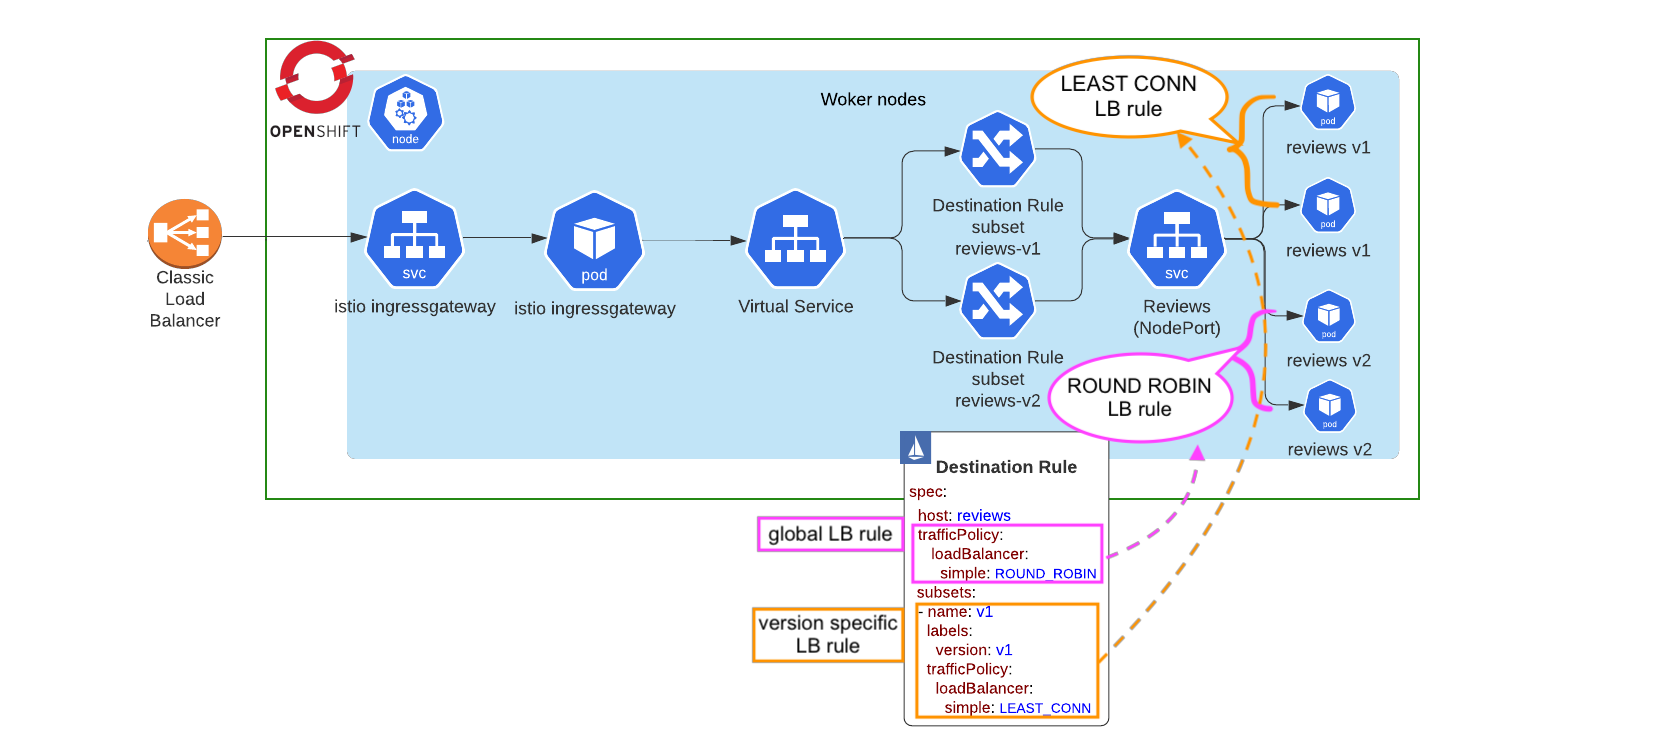 OPENSHIFT
node
Woker nodes
LEAST CONN
LB rule
pod
reviews v1
pod
reviews v1
pod
reviews v2
pod
reviews v2
Classic
Load
Balancer
svc
istio ingressgateway
pod
istio ingressgateway
Virtual Service
Destination Rule
subset
reviews-v1
Destination Rule
subset
reviews-v2
svc
Reviews
(NodePort)
ROUND ROBIN
LB rule
Destination Rule
spec:
host: reviews
trafficPolicy:
loadBalancer:
simple: ROUND_ROBIN
subsets:
- name: v1
labels:
version: v1
trafficPolicy:
loadBalancer:
simple: LEAST_CONN
global LB rule
version specific
LB rule